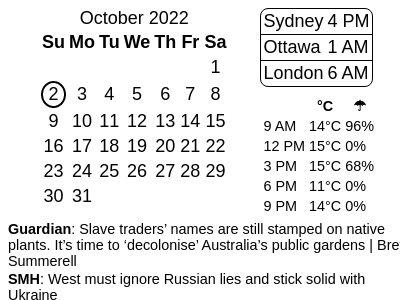 October 2022
Su Mo Tu We Th Fr Sa
1
2 3 4 5 6 7 8
9 10 11 12 13 14 15
16 17 18 19 20 21 22
23 24 25 26 27 28 29
30 31
Sydney 4 PM
Ottawa 1 AM
London 6 AM
°C ☂
9 AM 14°C 96%
12 PM 15°C 0%
3 PM 15°C 68%
6 PM 11°C 0%
9 PM 14°C 0%
Guardian: Slave traders’ names are still stamped on native
plants. It’s time to ‘decolonise’ Australia’s public gardens | Bre
Summerell
SMH: West must ignore Russian lies and stick solid with
Ukraine